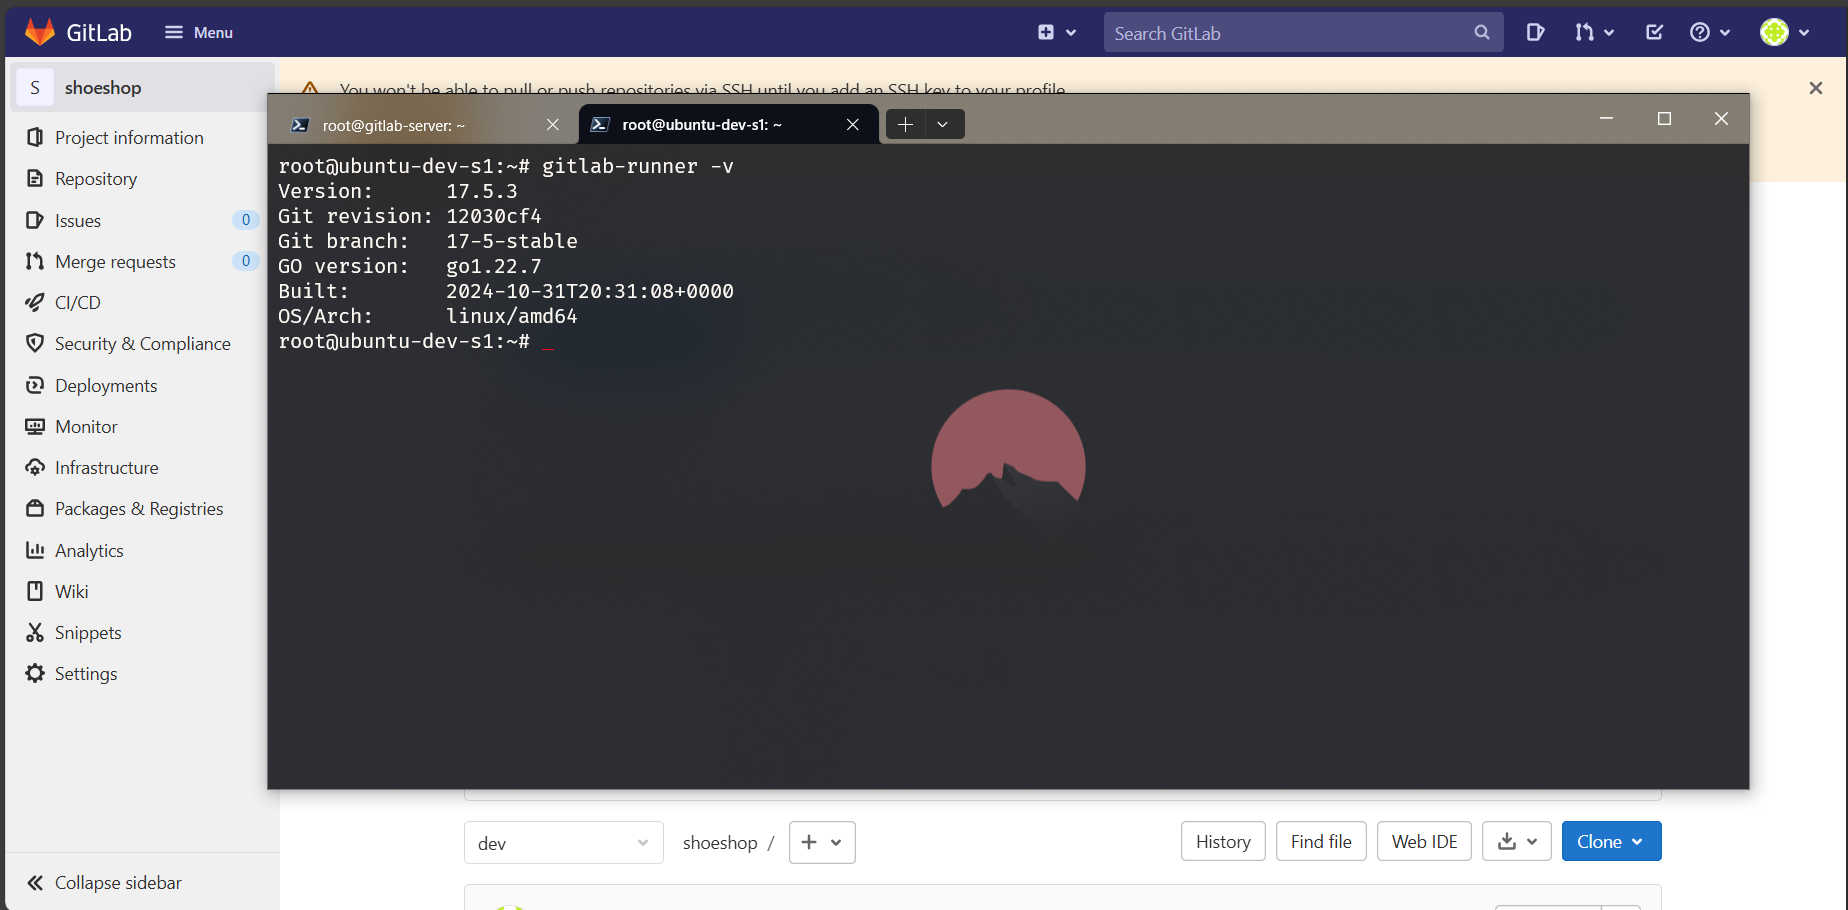 GitLab
Menu
Search GitLab
S
shoeshop
You won't be able to pull or push repositories via SSH until you add an SSH key to your profile
Project information
Repository
Issues
0
Merge requests
0
CI/CD
Security & Compliance
Deployments
Monitor
Infrastructure
Packages & Registries
Analytics
Wiki
Snippets
Settings
Collapse sidebar
root@gitlab-server: ~
root@ubuntu-dev-s1: ~
root@ubuntu-dev-s1:~# gitlab-runner -v
Version: 17.5.3
Git revision: 12030cf4
Git branch: 17-5-stable
GO version: go1.22.7
Built: 2024-10-31T20:31:08+0000
OS/Arch: linux/amd64
root@ubuntu-dev-s1:~# _
dev
shoeshop /
History
Find file
Web IDE
Clone